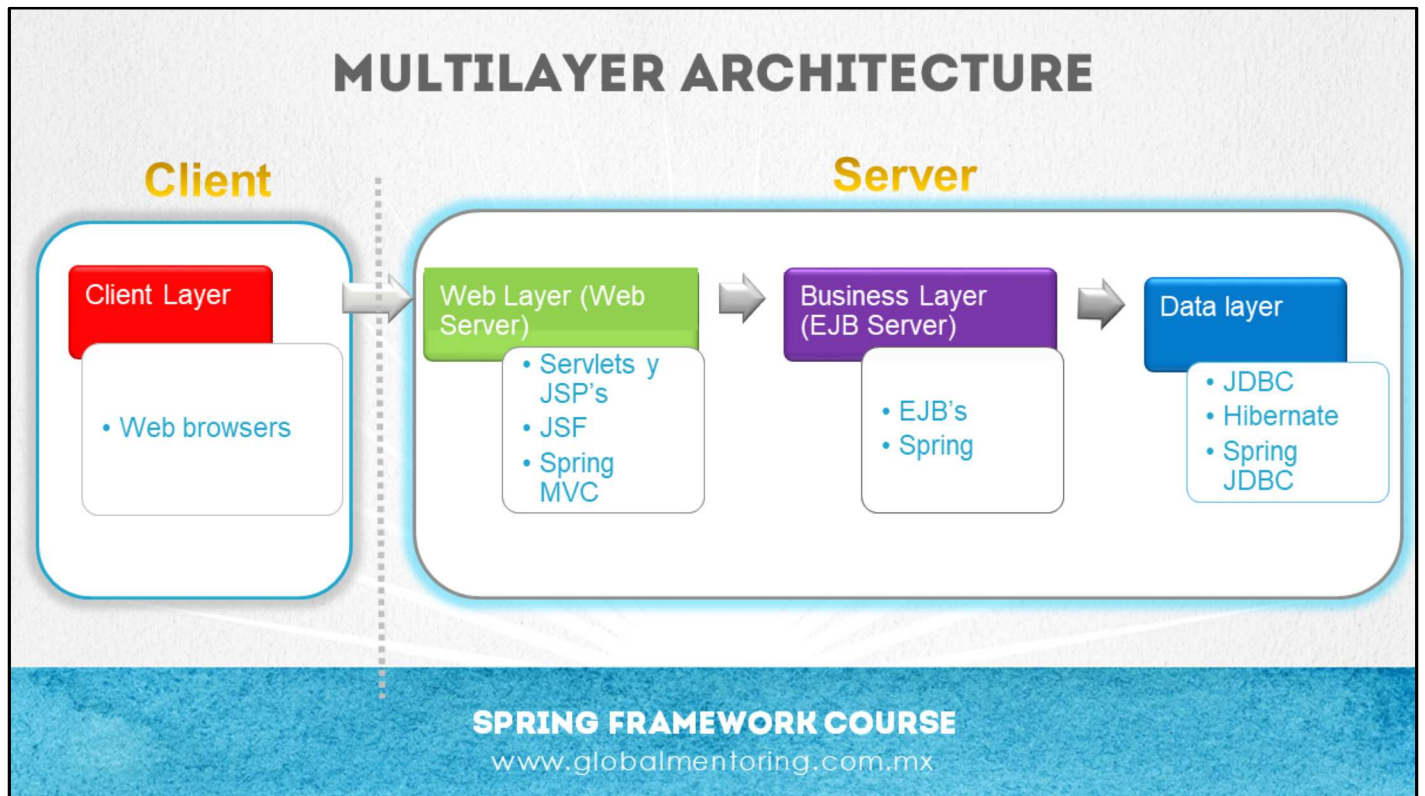 MULTILAYER ARCHITECTURE
Client
Server
Client Layer
• Web browsers
Web Layer (Web
Server)
• Servlets y
JSP's
• JSF
• Spring
MVC
Business Layer
(EJB Server)
• EJB's
• Spring
Data layer
• JDBC
• Hibernate
• Spring
JDBC
SPRING FRAMEWORK COURSE
www.globalmentoring.com.mx